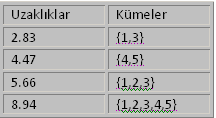 Uzaklıklar Kümeler
2.83 {1,3}
4.47 {4,5}
5.66 {1,2,3}
8.94 {1,2,3,4,5}